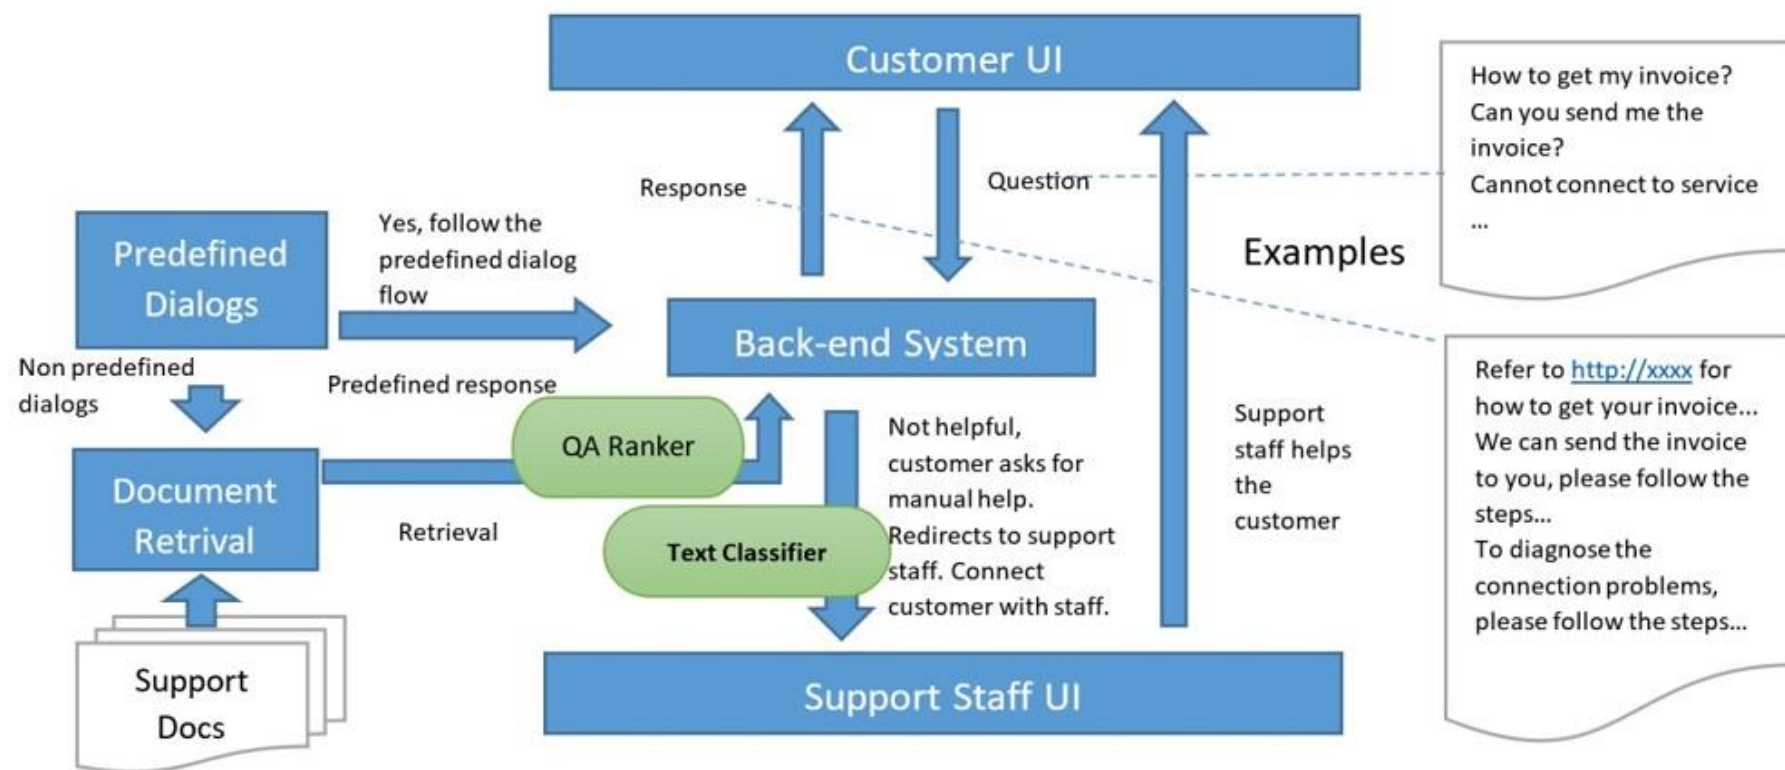 Customer UI
How to get my invoice?
Can you send me the
invoice?
Cannot connect to service
...
Response
Question
Examples
Predefined
Dialogs
Yes, follow the
predefined dialog
flow
Back-end System
Non predefined
dialogs
Predefined response
QA Ranker
Document
Retrival
Retrieval
Text Classifier
Not helpful,
customer asks for
manual help.
Redirects to support
staff. Connect
customer with staff.
Support
staff helps
the
customer
Refer to http://xxxx for
how to get your invoice...
We can send the invoice
to you, please follow the
steps...
To diagnose the
connection problems,
please follow the steps...
Support
Docs
Support Staff UI